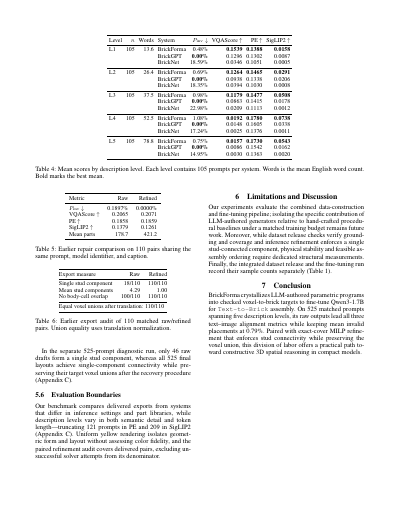 Level n Words System P_inv ↓ VQAScore ↑ PE ↑ SigLIP2 ↑
L1 105 13.6 BrickForma 0.48% 0.1539 0.1388 0.0158
BrickGPT 0.00% 0.1296 0.1302 0.0087
BrickNet 18.59% 0.0346 0.1051 0.0005
L2 105 26.4 BrickForma 0.69% 0.1264 0.1465 0.0291
BrickGPT 0.00% 0.0938 0.1338 0.0206
BrickNet 18.35% 0.0394 0.1030 0.0008
L3 105 37.5 BrickForma 0.98% 0.1179 0.1477 0.0508
BrickGPT 0.00% 0.0863 0.1415 0.0178
BrickNet 22.98% 0.0209 0.1113 0.0012
L4 105 52.5 BrickForma 1.08% 0.0192 0.1780 0.0738
BrickGPT 0.00% 0.0148 0.1605 0.0338
BrickNet 17.24% 0.0025 0.1376 0.0011
L5 105 78.8 BrickForma 0.75% 0.0157 0.1730 0.0543
BrickGPT 0.00% 0.0086 0.1542 0.0162
BrickNet 14.95% 0.0030 0.1363 0.0020
Table 4: Mean scores by description level. Each level contains 105 prompts per system. Words is the mean English word count.
Bold marks the best mean.
Metric Raw Refined
P_inv ↓ 0.1897% 0.0000%
VQAScore ↑ 0.2065 0.2071
PE ↑ 0.1858 0.1859
SigLIP2 ↑ 0.1379 0.1261
Mean parts 178.7 421.2
Table 5: Earlier repair comparison on 110 pairs sharing the
same prompt, model identifier, and caption.
Export measure Raw Refined
Single stud component 18/110 110/110
Mean stud components 4.29 1.00
No body-cell overlap 100/110 110/110
Equal voxel unions after translation: 110/110
Table 6: Earlier export audit of 110 matched raw/refined
pairs. Union equality uses translation normalization.
In the separate 525-prompt diagnostic run, only 46 raw
drafts form a single stud component, whereas all 525 final
layouts achieve single-component connectivity while pre-
serving their target voxel unions after the recovery procedure
(Appendix C).
5.6 Evaluation Boundaries
Our benchmark compares delivered exports from systems
that differ in inference settings and part libraries, while
description levels vary in both semantic detail and token
length—truncating 121 prompts in PE and 209 in SigLIP2
(Appendix C). Uniform yellow rendering isolates geomet-
ric form and layout without assessing color fidelity, and the
paired refinement audit covers delivered pairs, excluding un-
successful solver attempts from its denominator.
6 Limitations and Discussion
Our experiments evaluate the combined data-construction
and fine-tuning pipeline; isolating the specific contribution of
LLM-authored generators relative to hand-crafted procedu-
ral baselines under a matched training budget remains future
work. Moreover, while dataset release checks verify ground-
ing and coverage and inference refinement enforces a single
stud-connected component, physical stability and feasible as-
sembly ordering require dedicated structural measurements.
Finally, the integrated dataset release and the fine-tuning run
record their sample counts separately (Table 1).
7 Conclusion
BrickForma crystallizes LLM-authored parametric programs
into checked voxel-to-brick targets to fine-tune Qwen3-1.7B
for Text-to-Brick assembly. On 525 matched prompts
spanning five description levels, its raw outputs lead all three
text–image alignment metrics while keeping mean invalid
placements at 0.79%. Paired with exact-cover MILP refine-
ment that enforces stud connectivity while preserving the
voxel union, this division of labor offers a practical path to-
ward constructive 3D spatial reasoning in compact models.